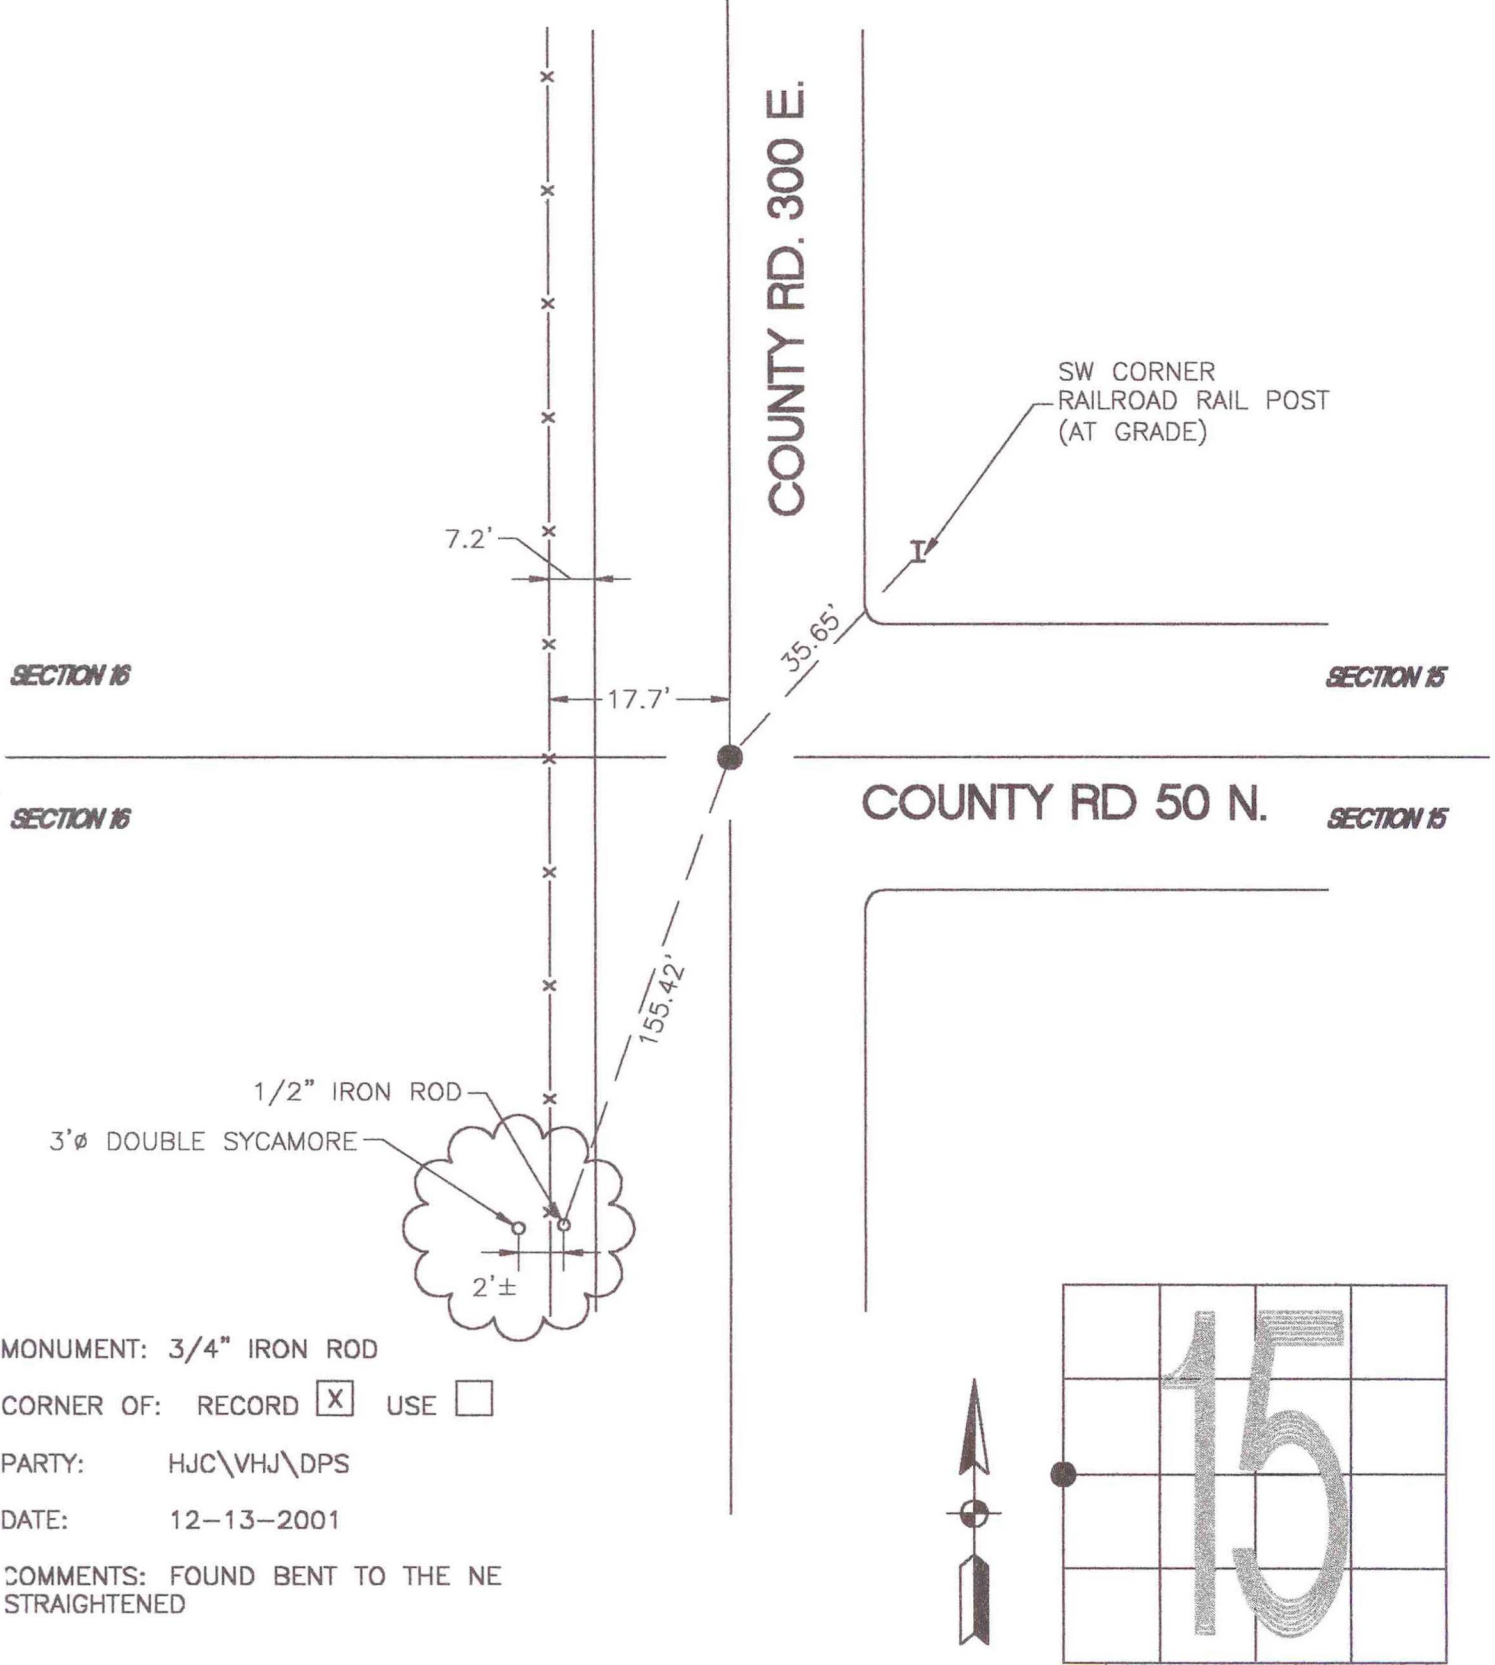 COUNTY RD. 300 E.
SW CORNER
RAILROAD RAIL POST
(AT GRADE)
7.2'
35.65'
SECTION 16
17.7'
SECTION 15
SECTION 16
COUNTY RD 50 N.
SECTION 15
155.42'
1/2" IRON ROD
3'ø DOUBLE SYCAMORE
2'±
MONUMENT: 3/4" IRON ROD
CORNER OF: RECORD X USE
PARTY: HJC\VHJ\DPS
DATE: 12-13-2001
COMMENTS: FOUND BENT TO THE NE
STRAIGHTENED
15